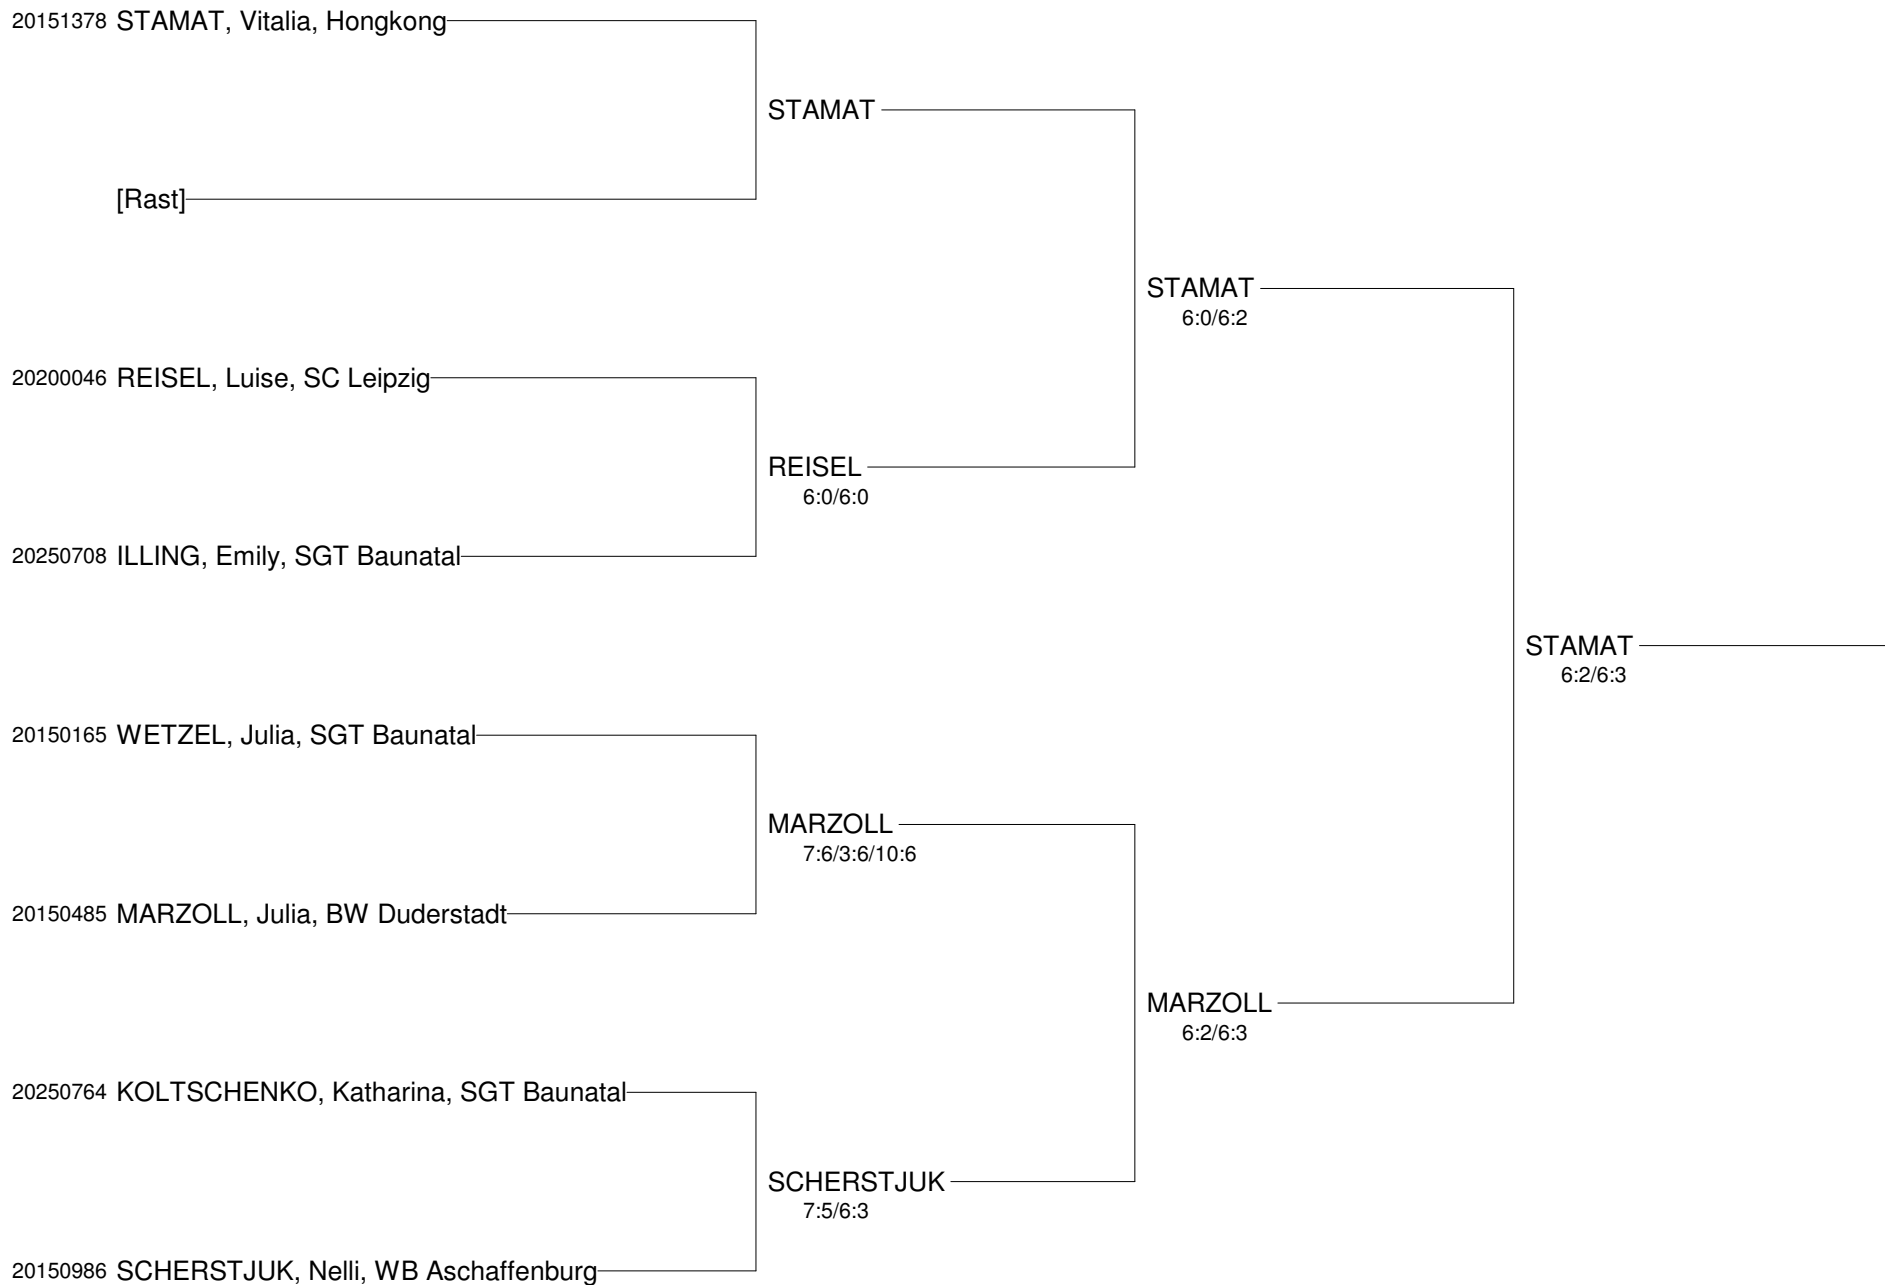 20151378 STAMAT, Vitalia, Hongkong
STAMAT
[Rast]
STAMAT
6:0/6:2
20200046 REISEL, Luise, SC Leipzig
REISEL
6:0/6:0
20250708 ILLING, Emily, SGT Baunatal
STAMAT
6:2/6:3
20150165 WETZEL, Julia, SGT Baunatal
MARZOLL
7:6/3:6/10:6
20150485 MARZOLL, Julia, BW Duderstadt
MARZOLL
6:2/6:3
20250764 KOLTSCHENKO, Katharina, SGT Baunatal
SCHERSTJUK
7:5/6:3
20150986 SCHERSTJUK, Nelli, WB Aschaffenburg